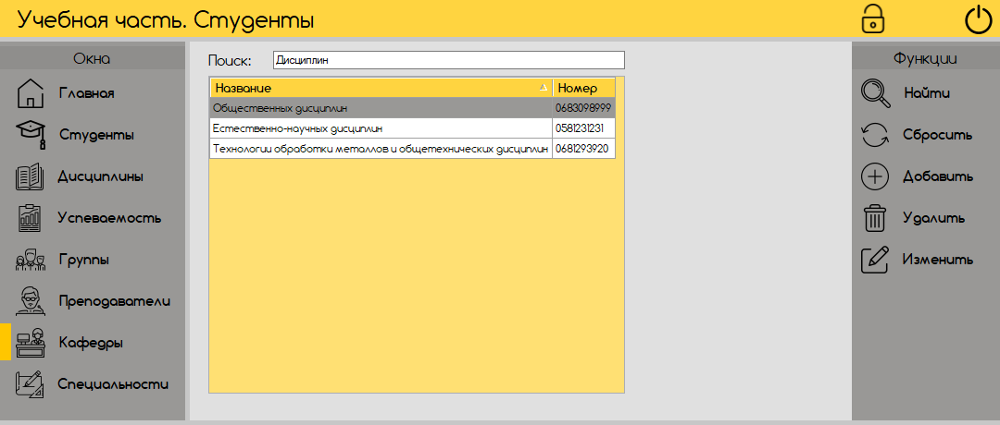 Учебная часть. Студенты
Окна
Главная
Студенты
Дисциплины
Успеваемость
Группы
Преподаватели
Кафедры
Специальности
Поиск: Дисциплин
Название Номер
Общественных дисциплин 0683098999
Естественно-научных дисциплин 0581231231
Технологии обработки металлов и общетехнических дисциплин 0681293920
Функции
Найти
Сбросить
Добавить
Удалить
Изменить